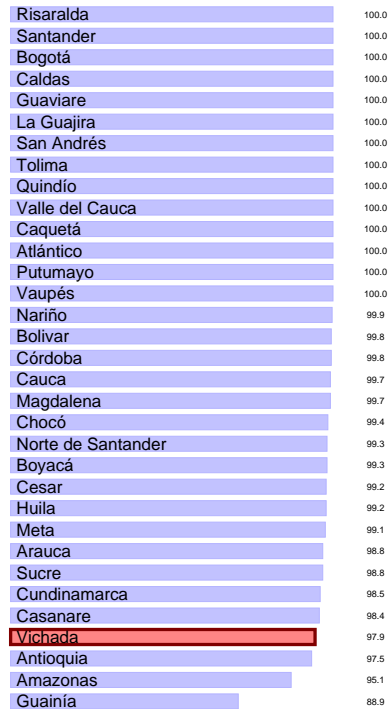 Risaralda 100.0
Santander 100.0
Bogotá 100.0
Caldas 100.0
Guaviare 100.0
La Guajira 100.0
San Andrés 100.0
Tolima 100.0
Quindío 100.0
Valle del Cauca 100.0
Caquetá 100.0
Atlántico 100.0
Putumayo 100.0
Vaupés 100.0
Nariño 99.9
Bolivar 99.8
Córdoba 99.8
Cauca 99.7
Magdalena 99.7
Chocó 99.4
Norte de Santander 99.3
Boyacá 99.3
Cesar 99.2
Huila 99.2
Meta 99.1
Arauca 98.8
Sucre 98.8
Cundinamarca 98.5
Casanare 98.4
Vichada 97.9
Antioquia 97.5
Amazonas 95.1
Guainía 88.9